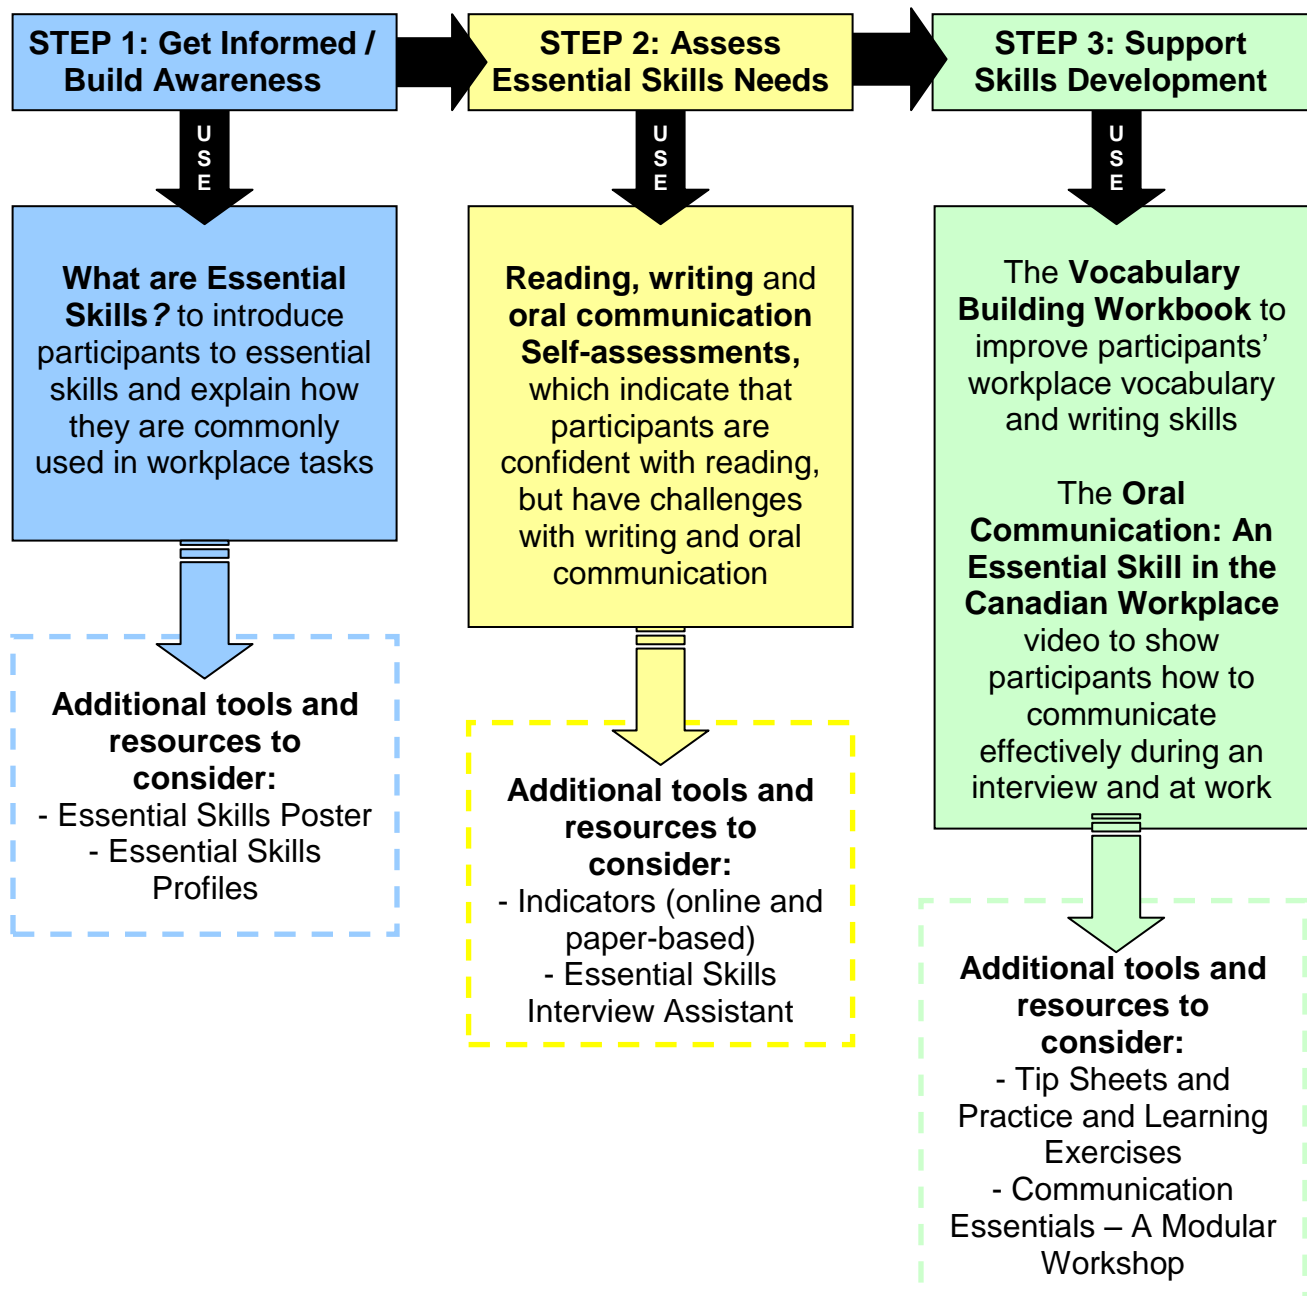 STEP 1: Get Informed /
Build Awareness
USE
What are Essential
Skills? to introduce
participants to essential
skills and explain how
they are commonly
used in workplace tasks
Additional tools and
resources to
consider:
- Essential Skills Poster
- Essential Skills
Profiles
STEP 2: Assess
Essential Skills Needs
USE
Reading, writing and
oral communication
Self-assessments,
which indicate that
participants are
confident with reading,
but have challenges
with writing and oral
communication
Additional tools and
resources to
consider:
- Indicators (online and
paper-based)
- Essential Skills
Interview Assistant
STEP 3: Support
Skills Development
USE
The Vocabulary
Building Workbook to
improve participants’
workplace vocabulary
and writing skills
The Oral
Communication: An
Essential Skill in the
Canadian Workplace
video to show
participants how to
communicate
effectively during an
interview and at work
Additional tools and
resources to
consider:
- Tip Sheets and
Practice and Learning
Exercises
- Communication
Essentials – A Modular
Workshop